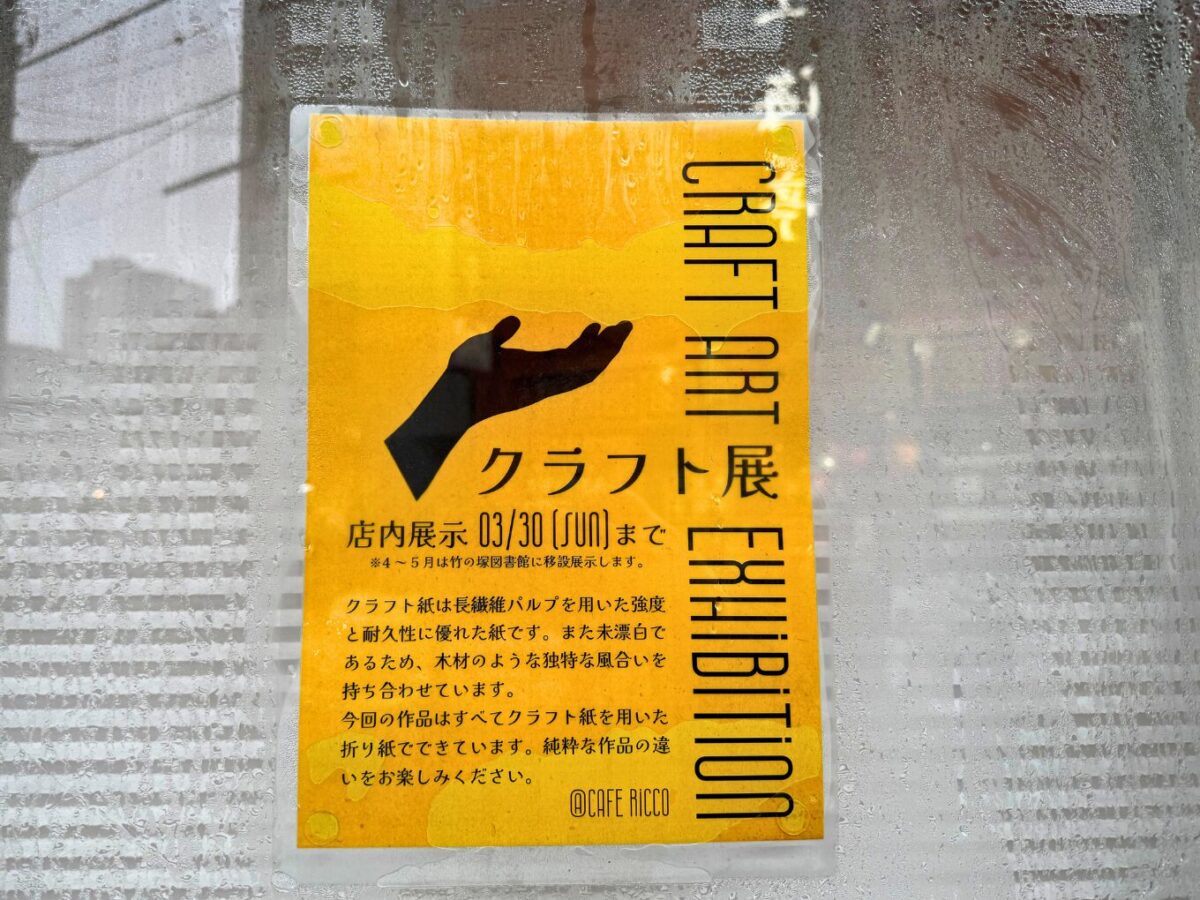 CRAFT ART EXHIBITION
クラフト展
店内展示 03/30 (SUN) まで
※4〜5月は竹の塚図書館に移設展示します。
クラフト紙は長繊維パルプを用いた強度
と耐久性に優れた紙です。また未漂白で
あるため、木材のような独特な風合いを
持ち合わせています。
今回の作品はすべてクラフト紙を用いた
折り紙でできています。純粋な作品の違
いをお楽しみください。
@CAFE RICCO